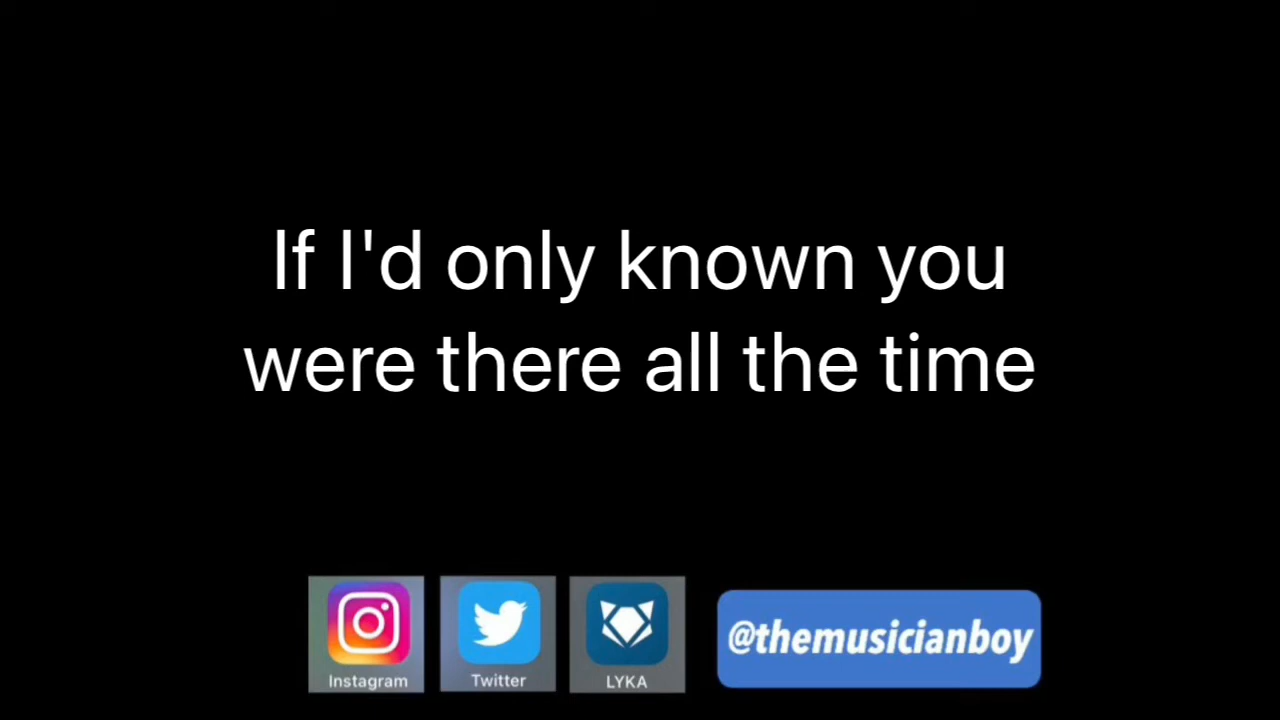 If I'd only known you
were there all the time
Instagram
Twitter
LYKA
@themusicianboy